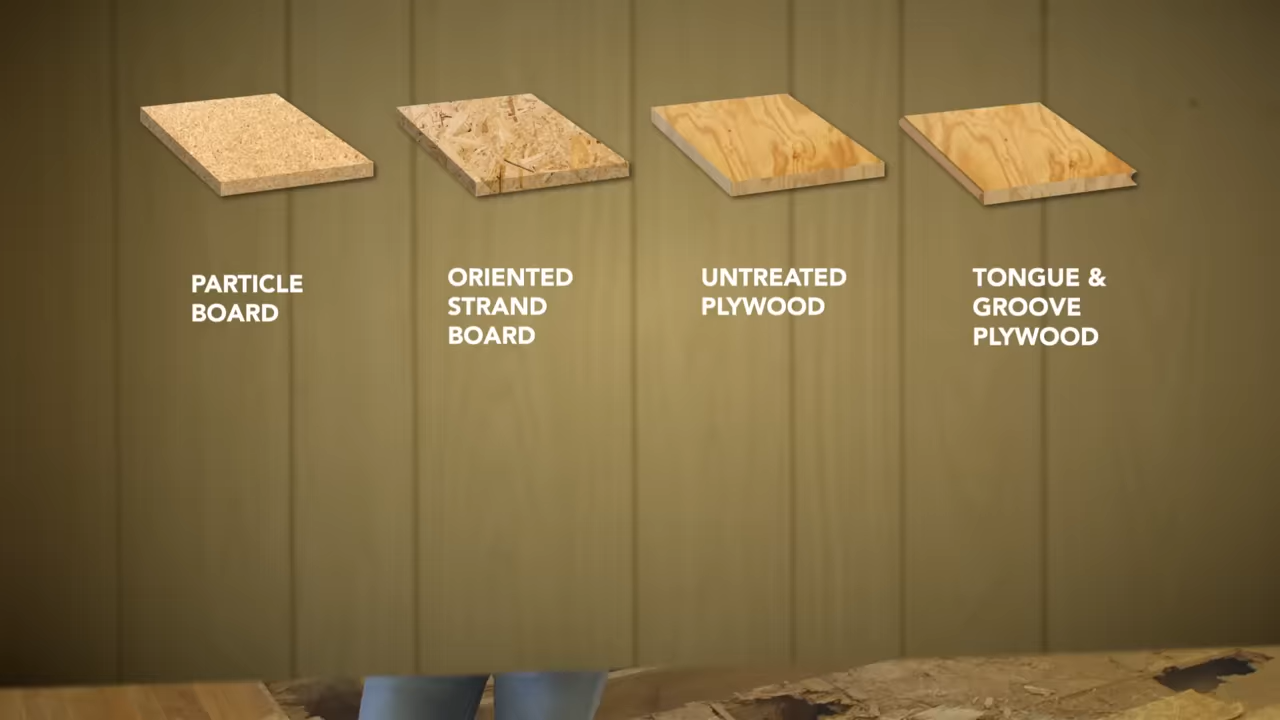 PARTICLE
BOARD
ORIENTED
STRAND
BOARD
UNTREATED
PLYWOOD
TONGUE &
GROOVE
PLYWOOD